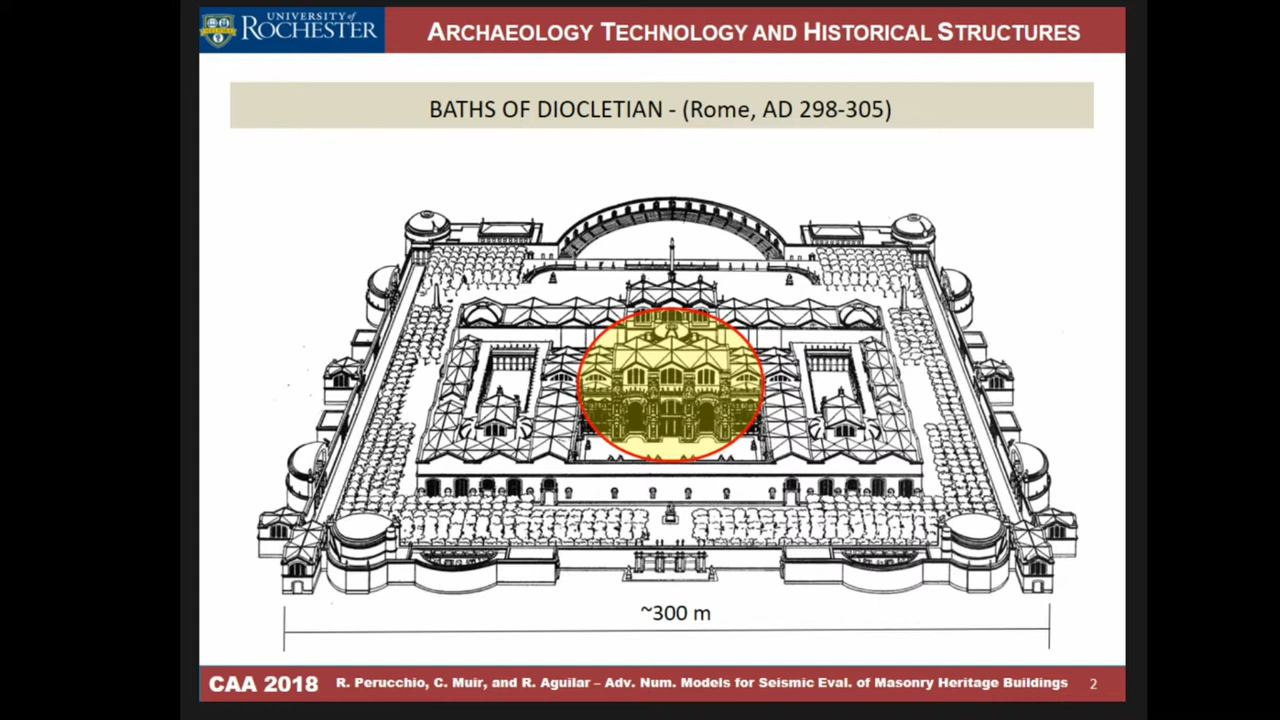 UNIVERSITY of
ROCHESTER
ARCHAEOLOGY TECHNOLOGY AND HISTORICAL STRUCTURES
BATHS OF DIOCLETIAN - (Rome, AD 298-305)
~300 m
CAA 2018 R. Perucchio, C. Muir, and R. Aguilar – Adv. Num. Models for Seismic Eval. of Masonry Heritage Buildings 2